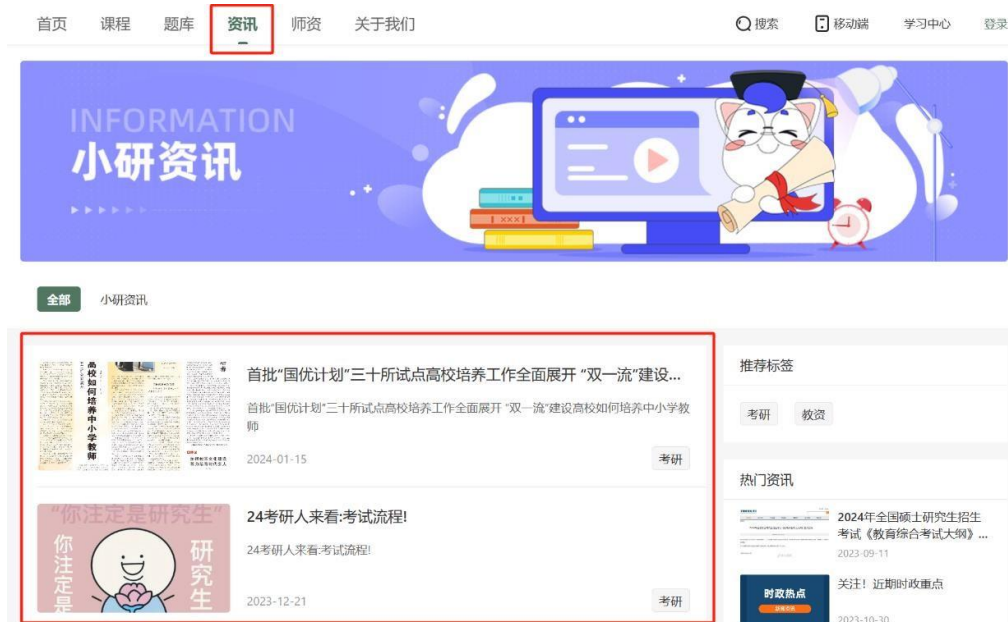 首页 课程 题库 资讯 师资 关于我们 搜索 移动端 学习中心 登录
INFORMATION
小研资讯
全部 小研资讯
高校如何培养中小学教师
首批“国优计划”三十所试点高校培养工作全面展开 “双一流”建设...
首批“国优计划”三十所试点高校培养工作全面展开 “双一流”建设高校如何培养中小学教
师
2024-01-15
考研
“你注定是研究生”
你注定是
研究生
24考研人来看:考试流程!
24考研人来看:考试流程!
2023-12-21
考研
推荐标签
考研 教资
热门资讯
2024年全国硕士研究生招生
考试《教育综合考试大纲》...
2023-09-11
时政热点
关注！近期时政重点
2023-10-30